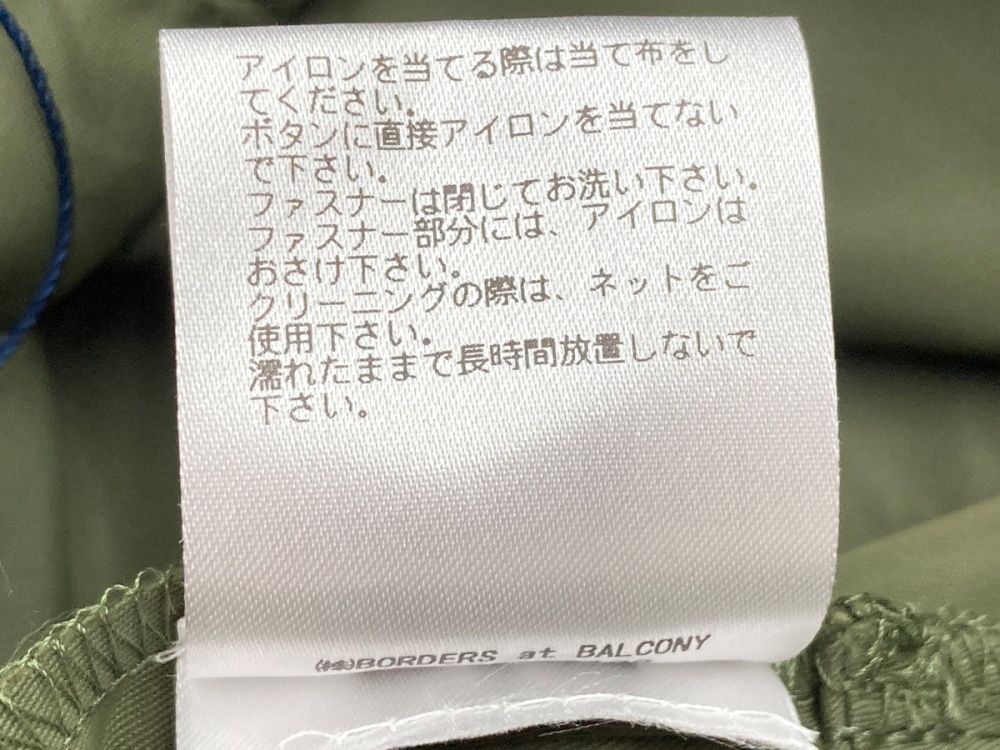 アイロンを当てる際は当て布をし
てください。
ボタンに直接アイロンを当てない
で下さい。
ファスナーは閉じてお洗い下さい。
ファスナー部分には、アイロンは
おさけ下さい。
クリーニングの際は、ネットをご
使用下さい。
濡れたままで長時間放置しないで
下さい。
㈱BORDERS at BALCONY